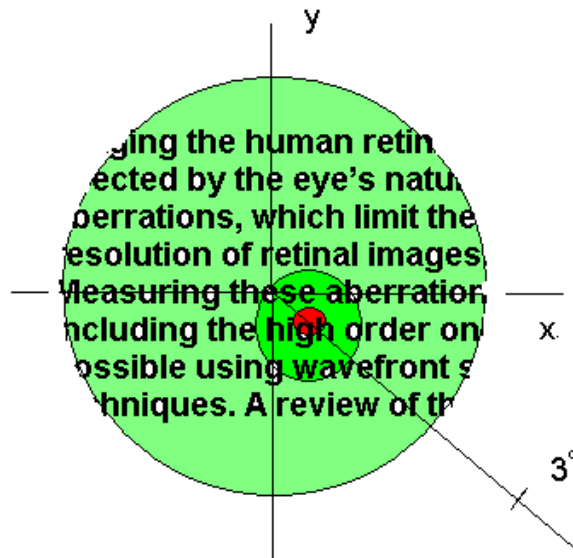 y
ging the human retin
ected by the eye's natu
berrations, which limit the
esolution of retinal images
Measuring these aberration
ncluding the high order on
x.
ossible using wavefront s
hniques. A review of th
3°